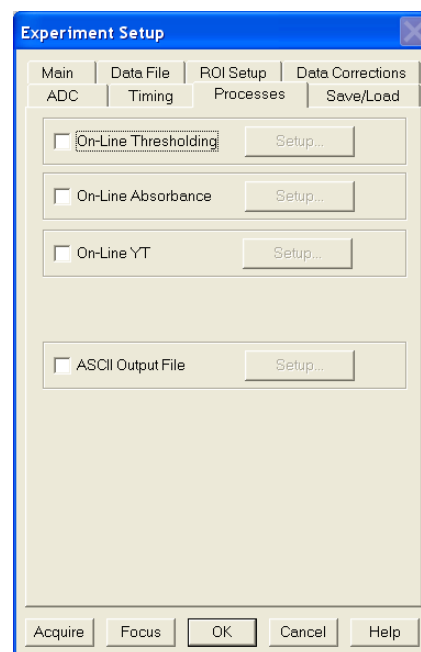 Experiment Setup
Main Data File ROI Setup Data Corrections
ADC Timing Processes Save/Load
On-Line Thresholding Setup...
On-Line Absorbance Setup...
On-Line YT Setup...
ASCII Output File Setup...
Acquire Focus OK Cancel Help